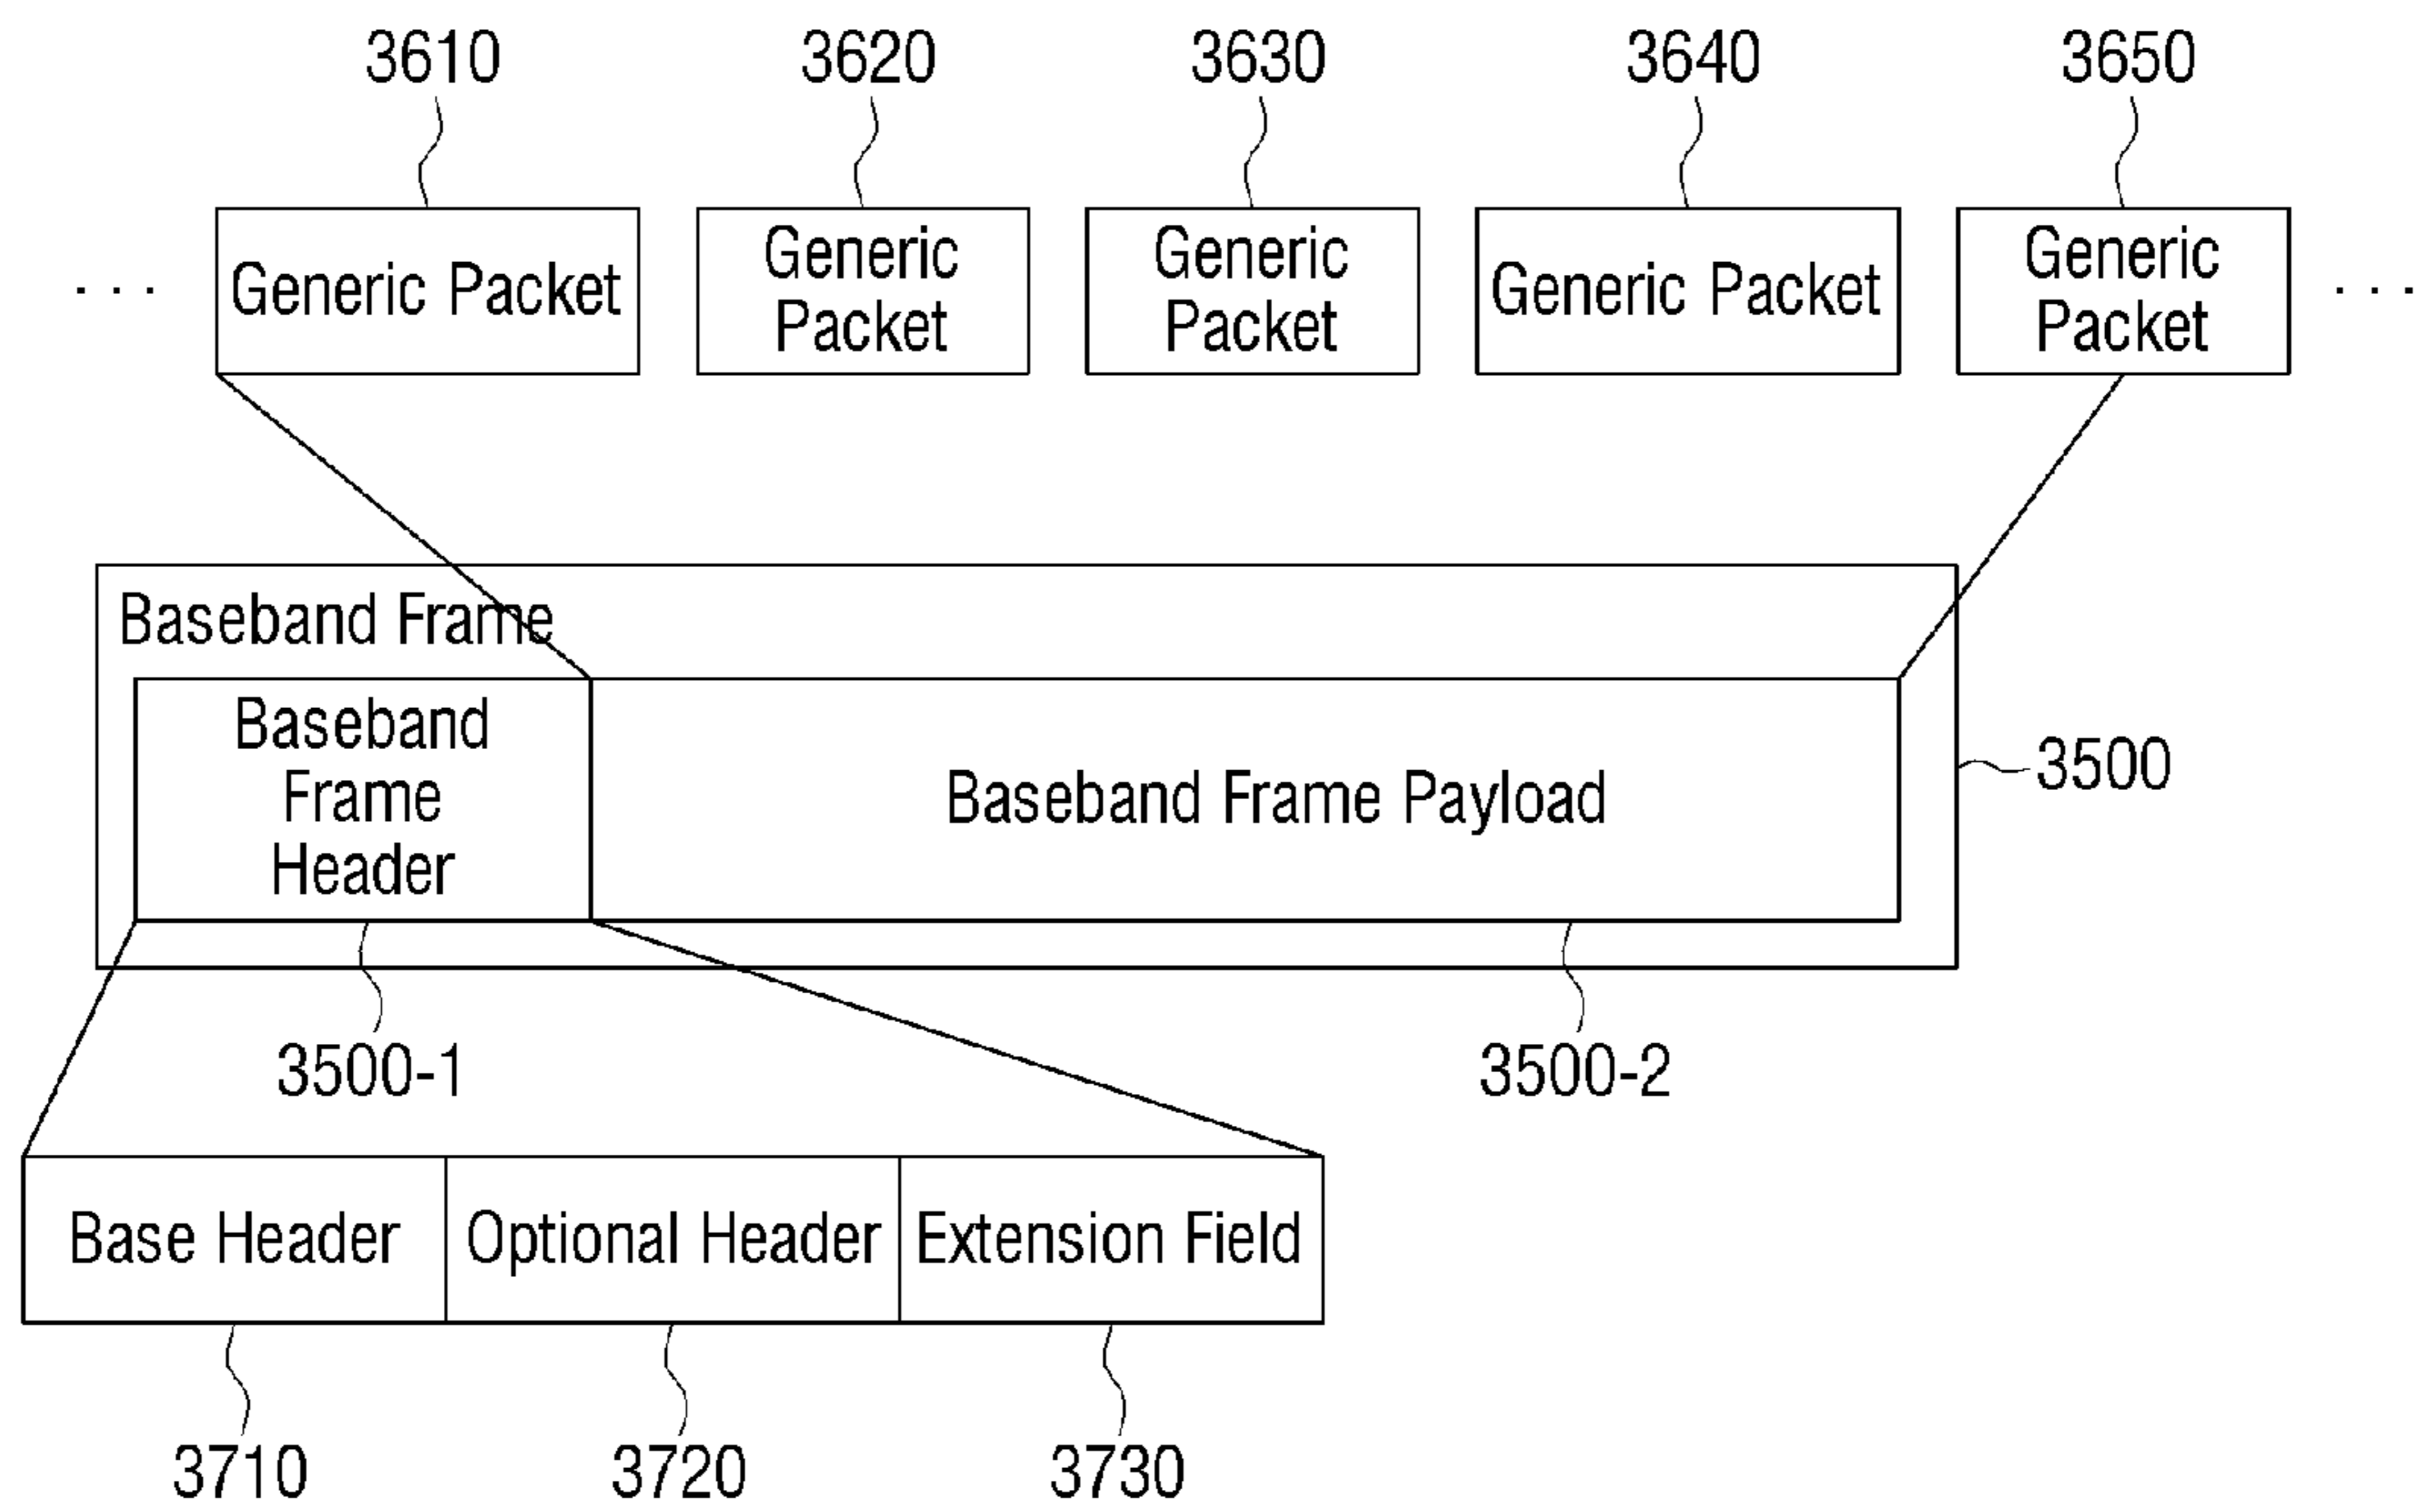 3610 3620 3630 3640 3650
Generic Packet
Generic
Packet
Generic
Packet
Generic Packet
Generic
Packet
. . .
. . .
Baseband Frame
Baseband
Frame
Header
Baseband Frame Payload
3500
3500-1
3500-2
Base Header
Optional Header
Extension Field
3710 3720 3730